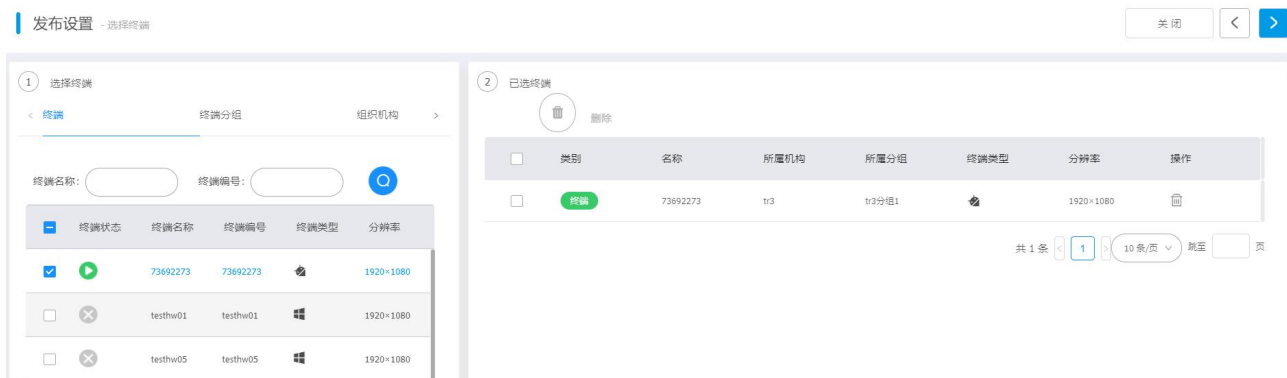 发布设置 - 选择终端
关闭
1 选择终端
终端 终端分组 组织机构
终端名称: 终端编号:
终端状态 终端名称 终端编号 终端类型 分辨率
73692273 73692273 1920×1080
testhw01 testhw01 1920×1080
testhw05 testhw05 1920×1080
2 已选终端
删除
类别 名称 所属机构 所属分组 终端类型 分辨率 操作
终端 73692273 tr3 tr3分组1 1920×1080
共 1 条 1 10 条/页 跳至 页